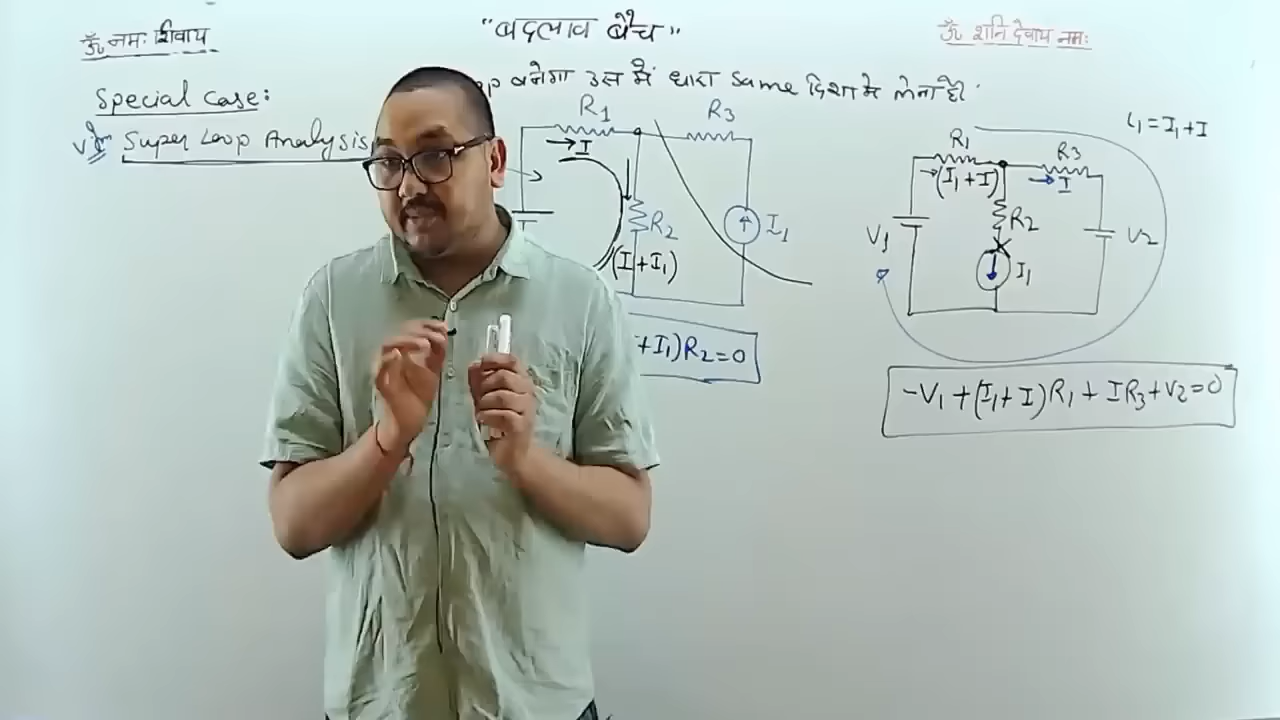 ॐ नमः शिवाय
"बदलाव बैच"
ॐ शनि देवाय नमः
Special Case:
बनेगा उस में धारा same दिशा मे लेना है।
Super Loop Analysis
R1
I
R3
R2
(I+I1)
I1
+I1)R2=0
i1=I1+I
R1
(I1+I)
R3
I
R2
V1
I1
V2
-V1+(I1+I)R1+IR3+V2=0